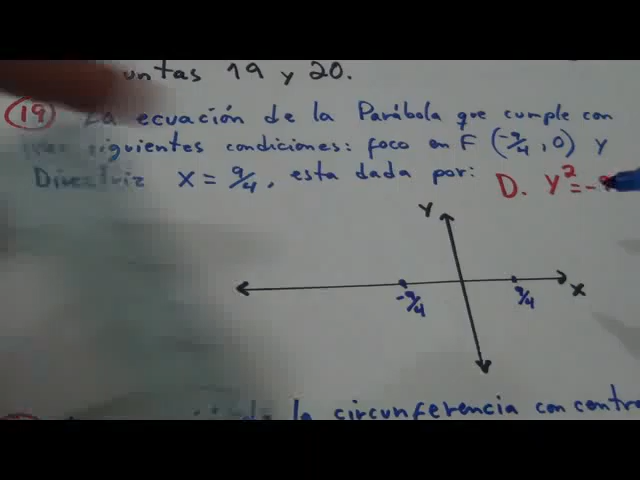 untas 19 y 20.
19 La ecuación de la Parábola que cumple con
siguientes condiciones: foco en F (-9/4, 0) y
Directriz X = 9/4, esta dada por: D. Y² = -9
Y
X
-9/4
9/4
la circunferencia con centro